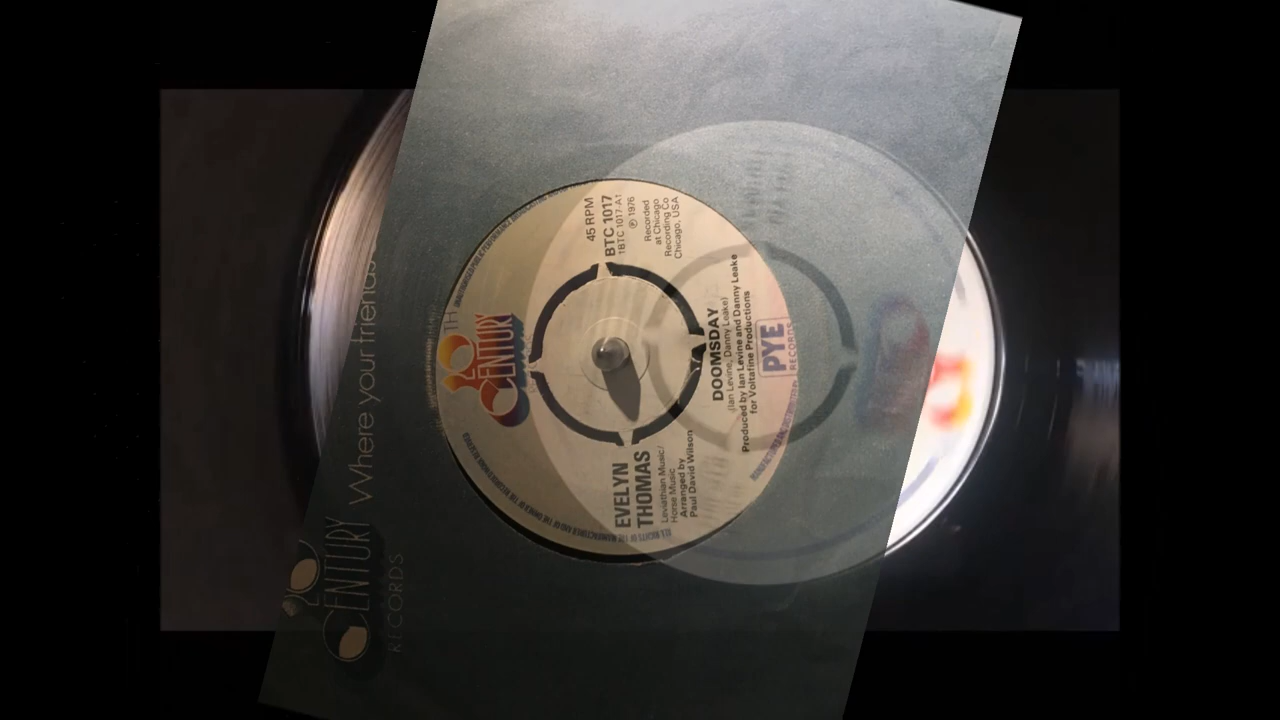 20TH
CENTURY
45 RPM
BTC 1017
1BTC 1017-A1
℗ 1976
Recorded
at Chicago
Recording Co
Chicago, USA
EVELYN
THOMAS
Leviathian Music/
Horse Music
Arranged by
Paul David Wilson
DOOMSDAY
(Ian Levine, Danny Leake)
Produced by Ian Levine and Danny Leake
for Voltafine Productions
PYE
RECORDS
20
CENTURY
RECORDS
Where your friends